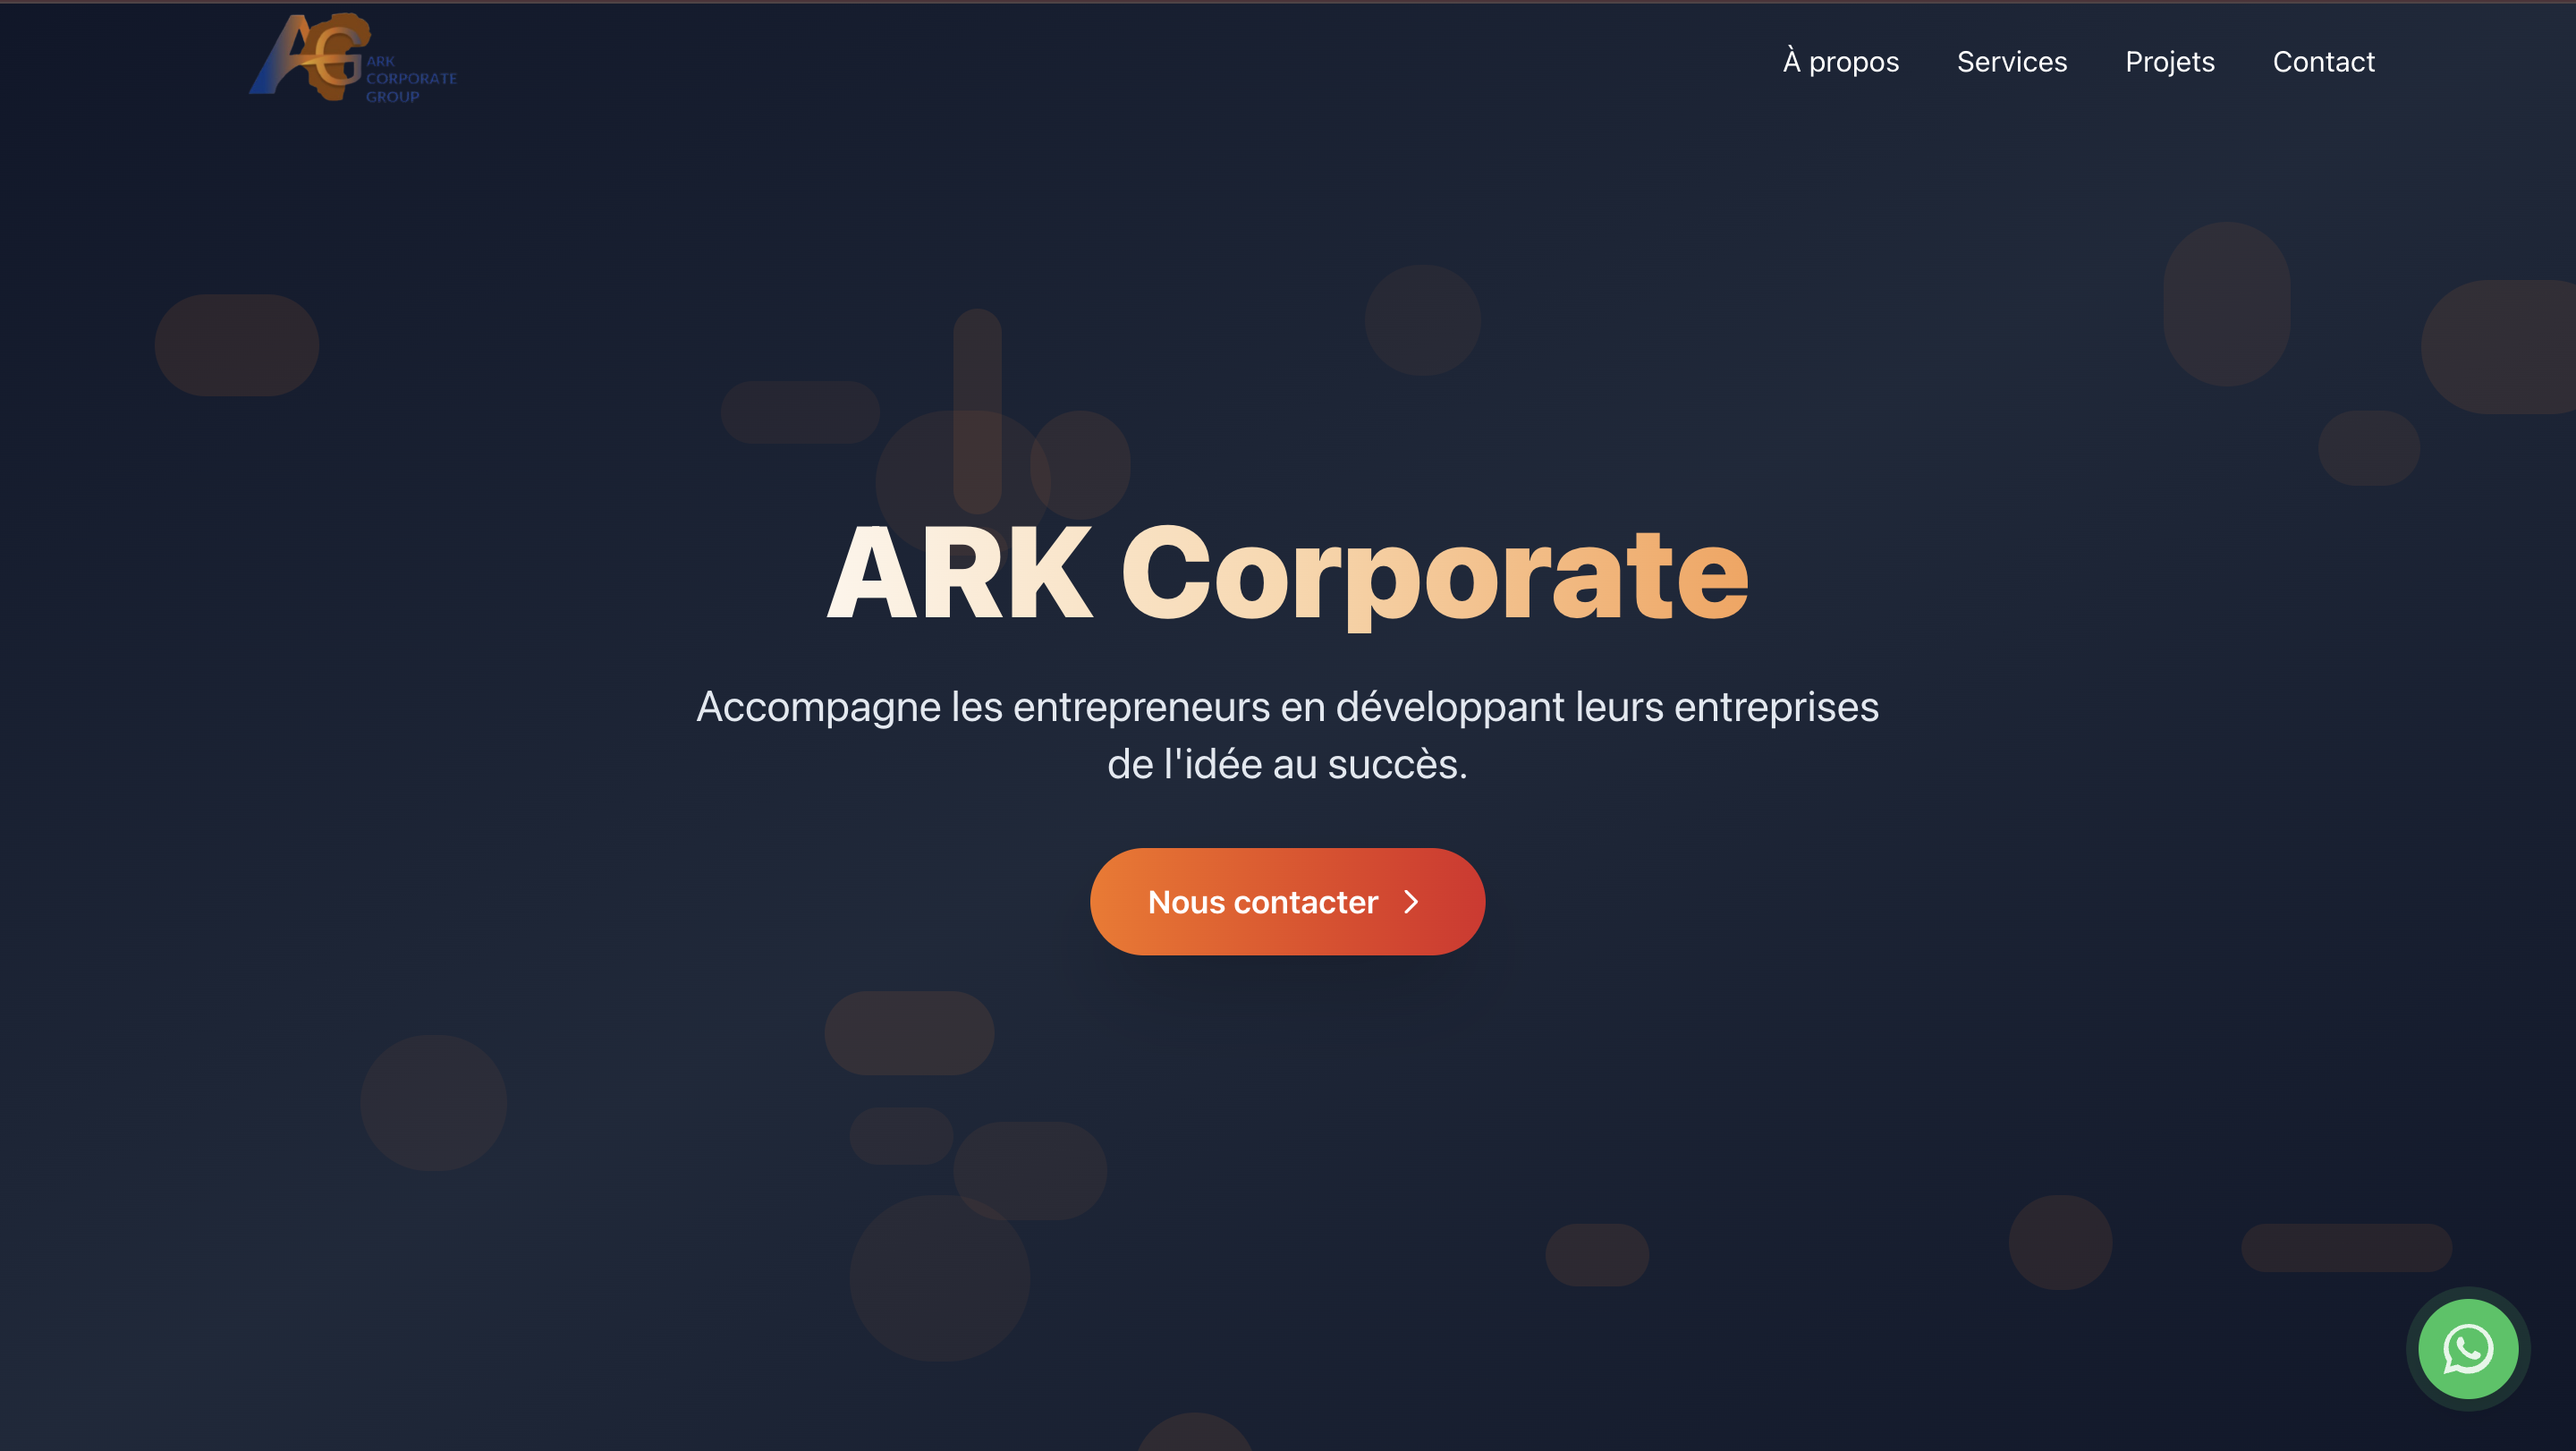 AG ARK
CORPORATE
GROUP
À propos
Services
Projets
Contact
ARK Corporate
Accompagne les entrepreneurs en développant leurs entreprises
de l'idée au succès.
Nous contacter